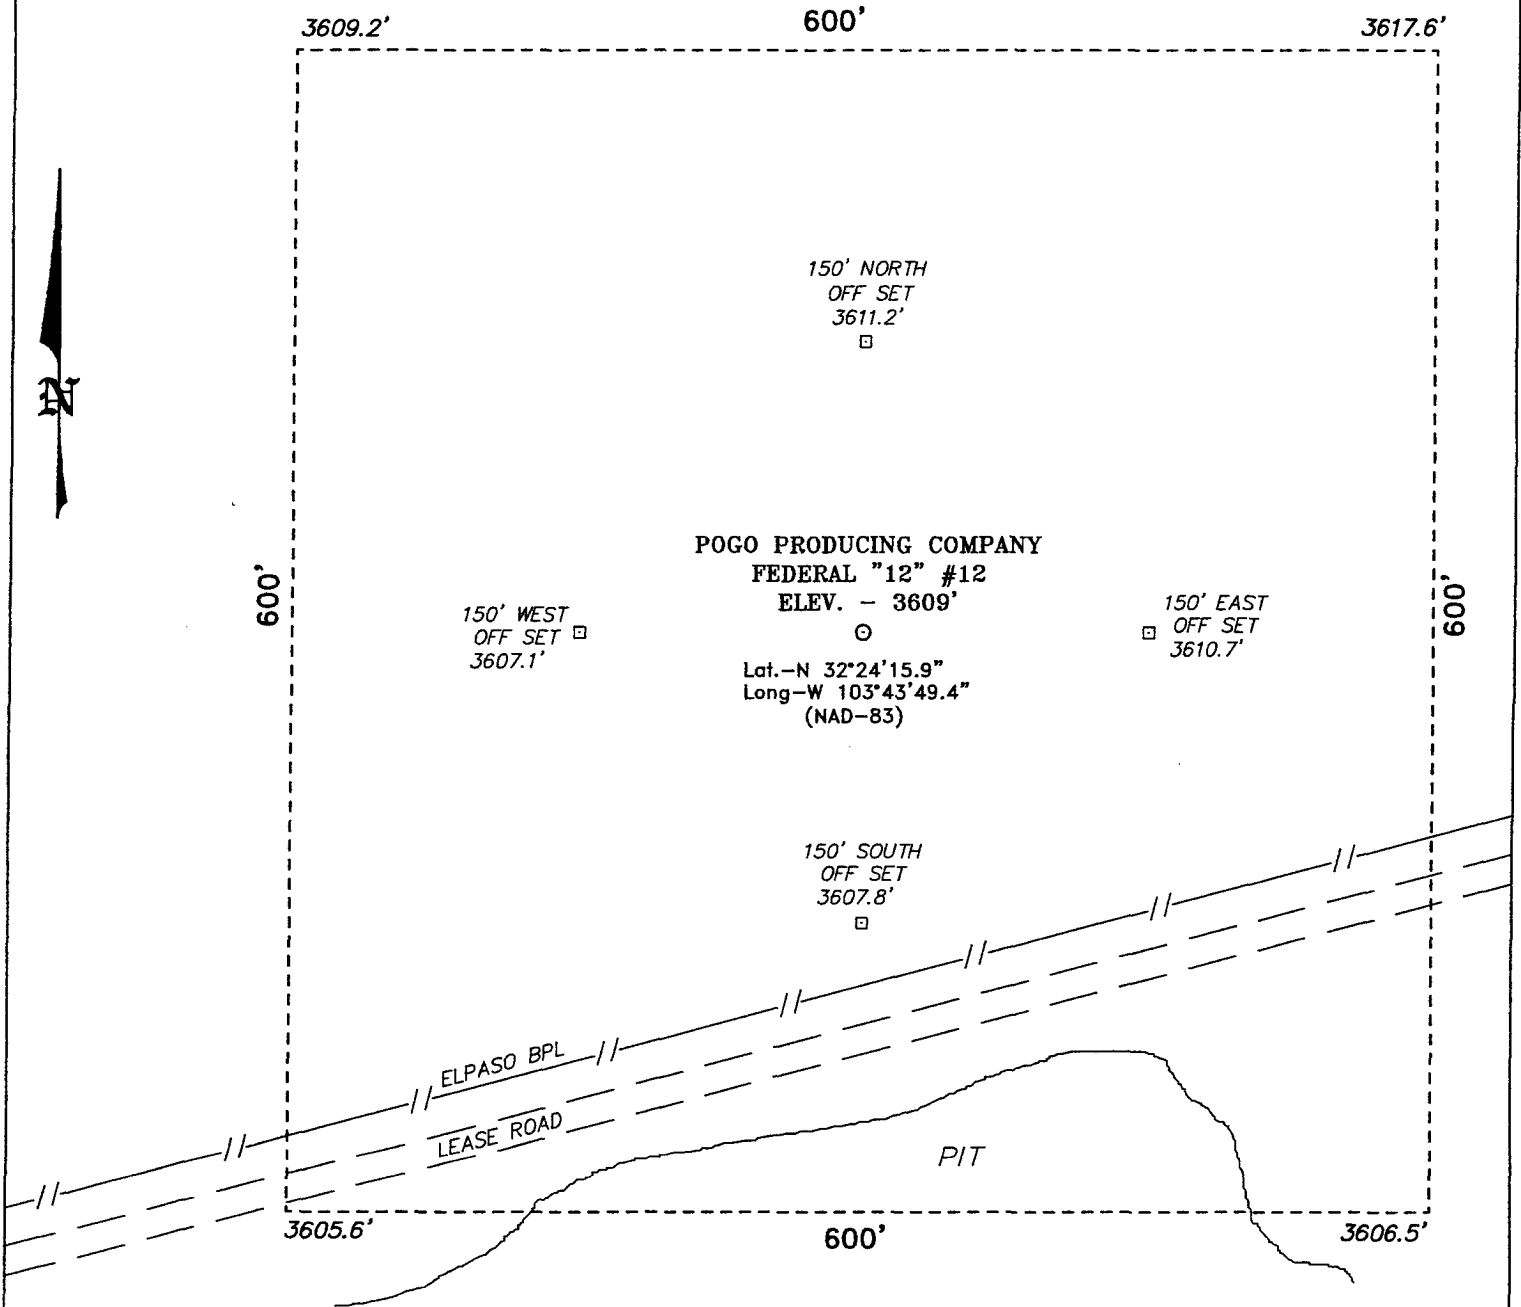 3609.2'
600'
3617.6'
N
150' NORTH
OFF SET
3611.2'
POGO PRODUCING COMPANY
FEDERAL "12" #12
ELEV. - 3609'
600'
150' WEST
OFF SET
3607.1'
150' EAST
OFF SET
3610.7'
600'
Lat.-N 32°24'15.9"
Long-W 103°43'49.4"
(NAD-83)
150' SOUTH
OFF SET
3607.8'
ELPASO BPL
LEASE ROAD
PIT
3605.6'
600'
3606.5'